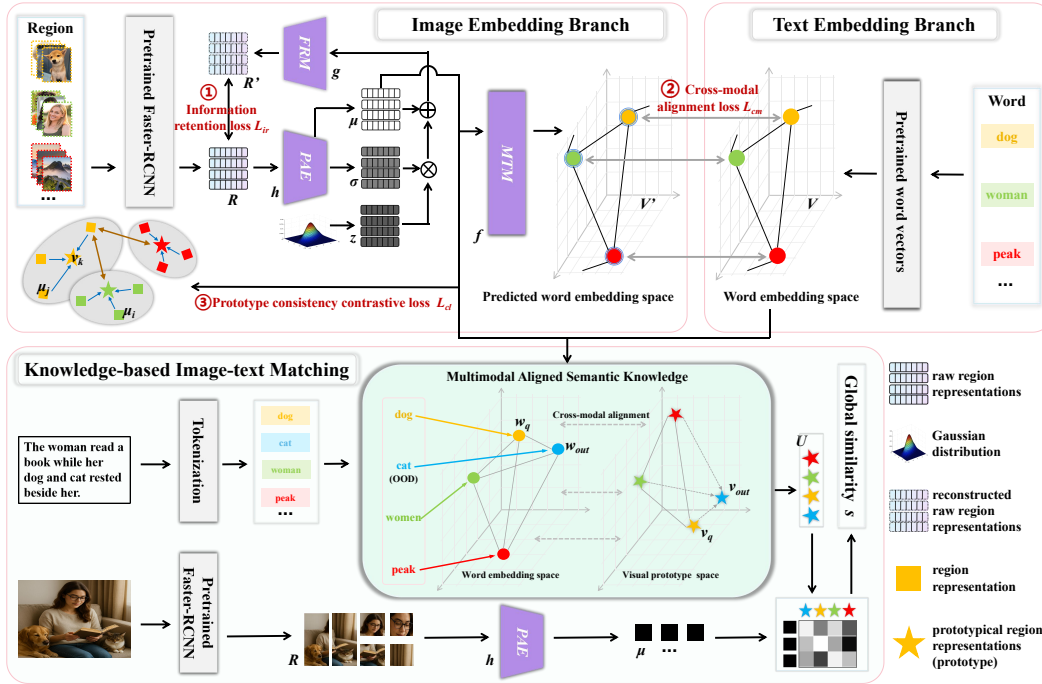 Image Embedding Branch
Region
...
Pretrained Faster-RCNN
R'
FRM
g
①
Information
retention loss L_ir
R
h
PAE
μ
σ
z
f
MTM
②
Cross-modal
alignment loss L_cm
V'
Predicted word embedding space
v_k
μ_j
μ_i
③Prototype consistency contrastive loss L_cl
Text Embedding Branch
V
Word embedding space
Pretrained word vectors
Word
dog
woman
peak
...
Knowledge-based Image-text Matching
The woman read a
book while her
dog and cat rested
beside her.
Tokenization
dog
cat
woman
peak
...
Multimodal Aligned Semantic Knowledge
dog
cat
(OOD)
women
peak
w_q
w_out
Cross-modal alignment
v_out
v_q
Word embedding space
Visual prototype space
U
Global similarity s
Pretrained
Faster-RCNN
R
h
PAE
μ
...
raw region
representations
Gaussian
distribution
reconstructed
raw region
representations
region
representation
prototypical region
representations
(prototype)